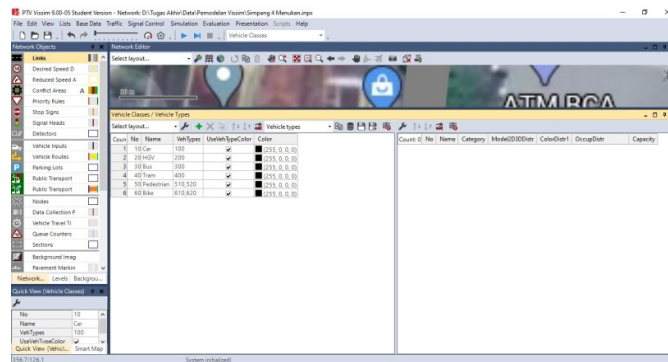 PTV Vissim 9.00-05 Student Version - Network: D:\Tugas Akhir\Data\Pemodelan Vissim\Simpang 4 Menukan.inpx
File Edit View Lists Base Data Traffic Signal Control Simulation Evaluation Presentation Scripts Help
Vehicle Classes
Network Objects
Network Editor
Links
Select layout...
Desired Speed D
Reduced Speed A
Conflict Areas A
Priority Rules
Stop Signs
ATM BCA
Signal Heads
Vehicle Classes / Vehicle Types
Detectors
Select layout... Vehicle types
Vehicle Inputs
Coun No Name VehTypes UseVehTypeColor Color
Count: 0 No Name Category Model2D3DDistr ColorDistr1 OccupDistr Capacity
Vehicle Routes
1 10 Car 100 (255, 0, 0, 0)
Parking Lots
2 20 HGV 200 (255, 0, 0, 0)
Public Transport
3 30 Bus 300 (255, 0, 0, 0)
Public Transport
4 40 Tram 400 (255, 0, 0, 0)
Nodes
5 50 Pedestrian 510,520 (255, 0, 0, 0)
Data Collection P
6 60 Bike 610,620 (255, 0, 0, 0)
Vehicle Travel Ti
Queue Counters
Sections
Background Imag
Pavement Markin
Network... Levels Backgrou...
Quick View (Vehicle Classes)
No 10
Name Car
VehTypes 100
UseVehTypeColor
Quick View (Vehicl... Smart Map
156.7:126.1 System initialized!